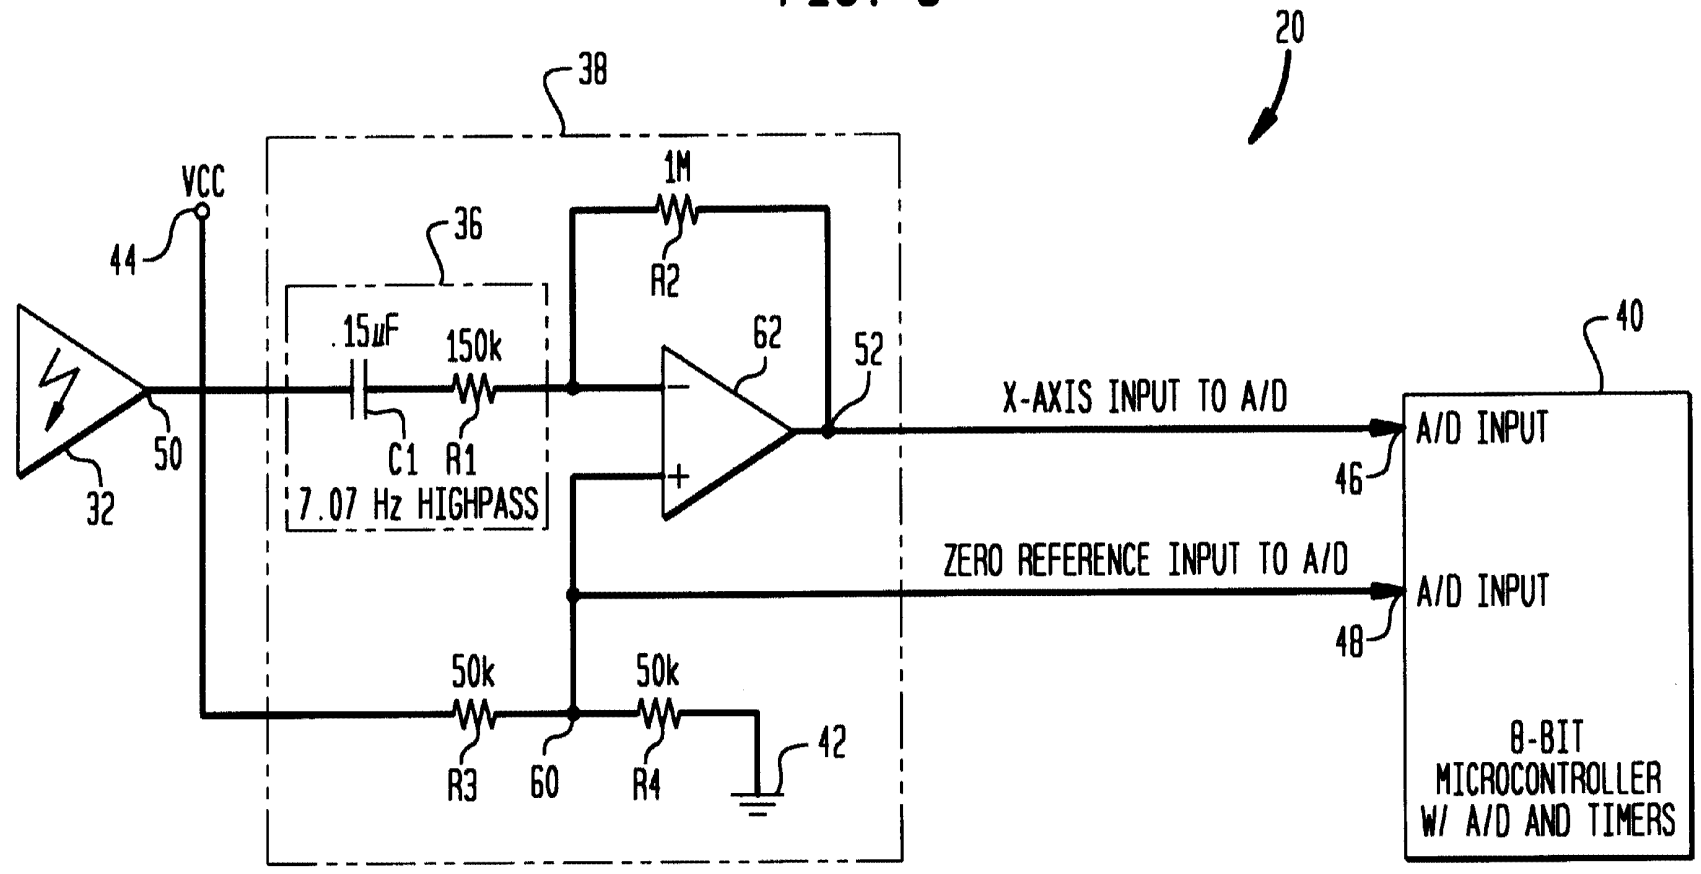 20
38
VCC
1M
44
36
R2
.15µF
150k
62
52
40
X-AXIS INPUT TO A/D
A/D INPUT
50
C1
R1
46
32
7.07 Hz HIGHPASS
ZERO REFERENCE INPUT TO A/D
A/D INPUT
48
50k
50k
42
R3
60
R4
8-BIT
MICROCONTROLLER
W/ A/D AND TIMERS